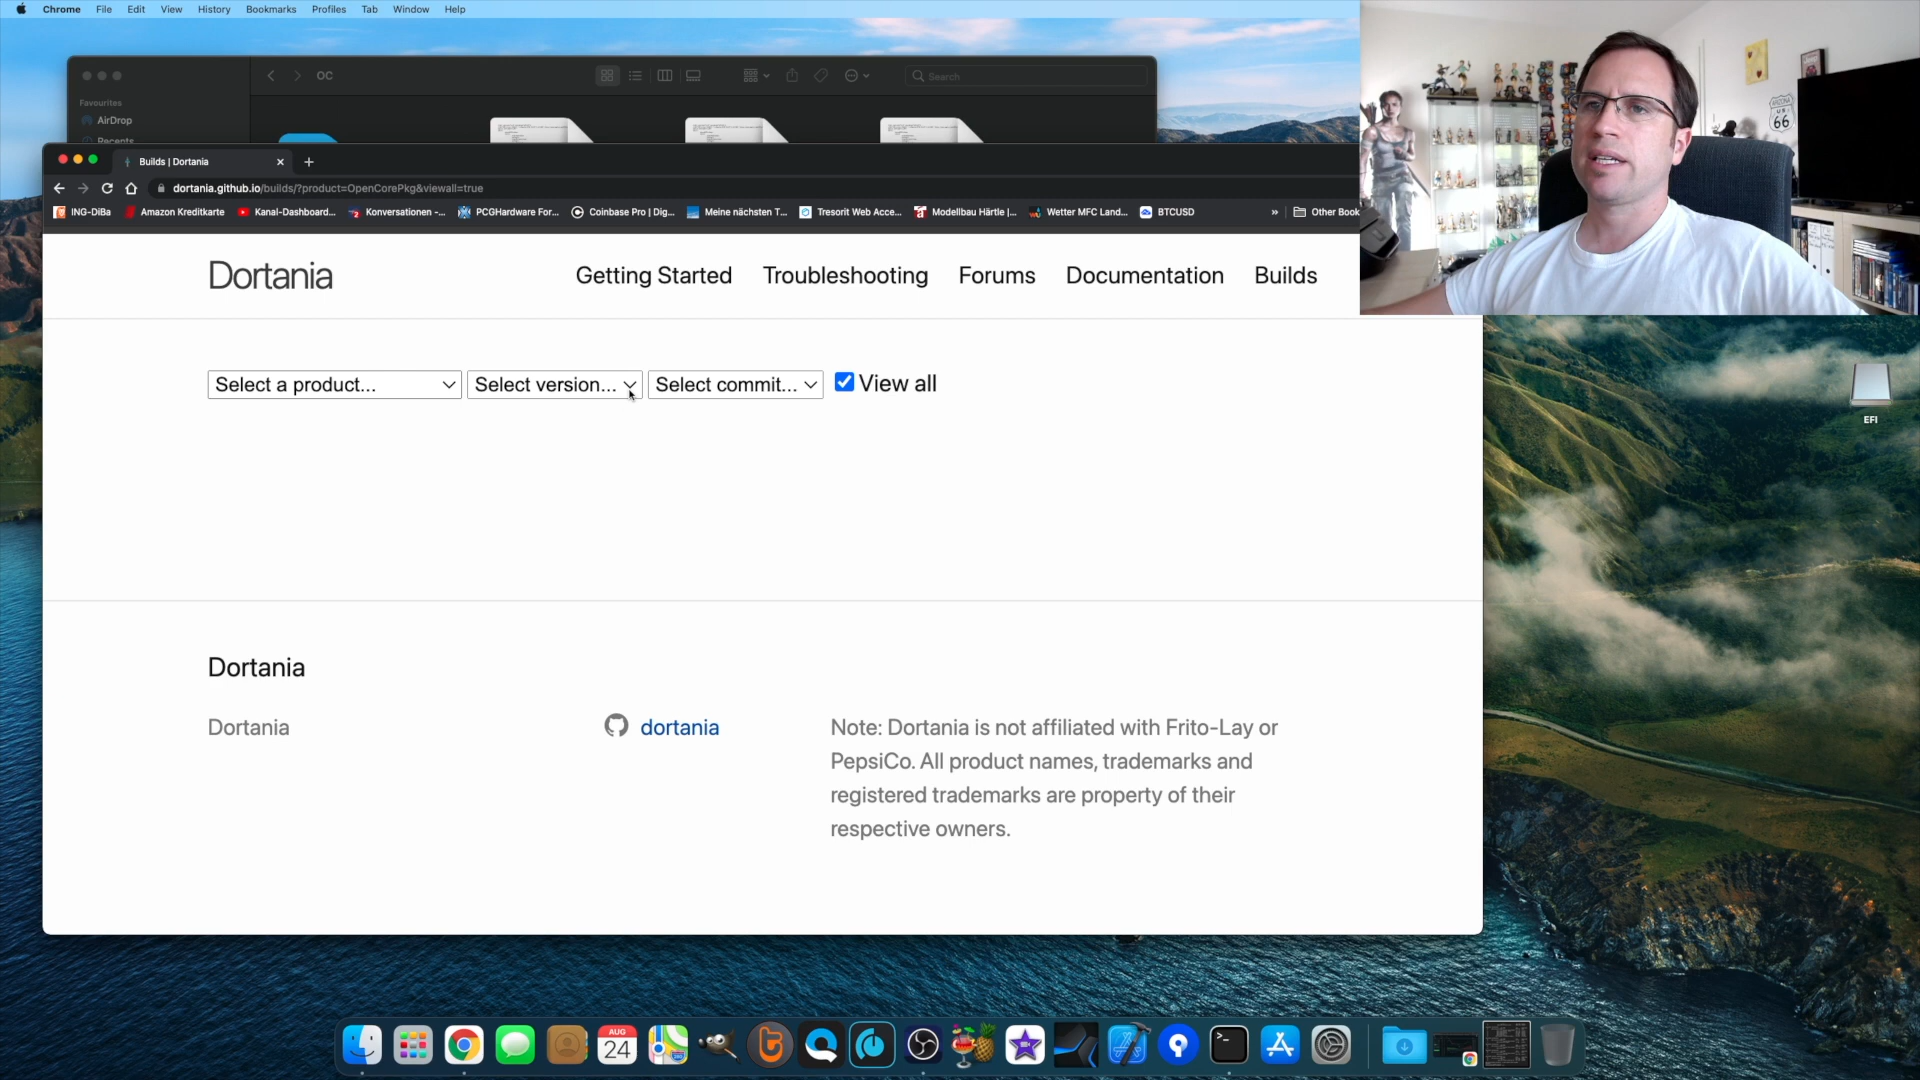 Chrome File Edit View History Bookmarks Profiles Tab Window Help
OC
Search
Favourites
AirDrop
Recents
Builds | Dortania
dortania.github.io/builds/?product=OpenCorePkg&viewall=true
ING-DiBa Amazon Kreditkarte Kanal-Dashboard... Konversationen -... PCGHardware For... Coinbase Pro | Dig... Meine nächsten T... Tresorit Web Acce... Modellbau Härtle |... Wetter MFC Land... BTCUSD » Other Book
Dortania
Getting Started Troubleshooting Forums Documentation Builds
Select a product... Select version... Select commit... View all
Dortania
Dortania
dortania
Note: Dortania is not affiliated with Frito-Lay or
PepsiCo. All product names, trademarks and
registered trademarks are property of their
respective owners.
EFI
ARIZONA
US
66
AUG
24